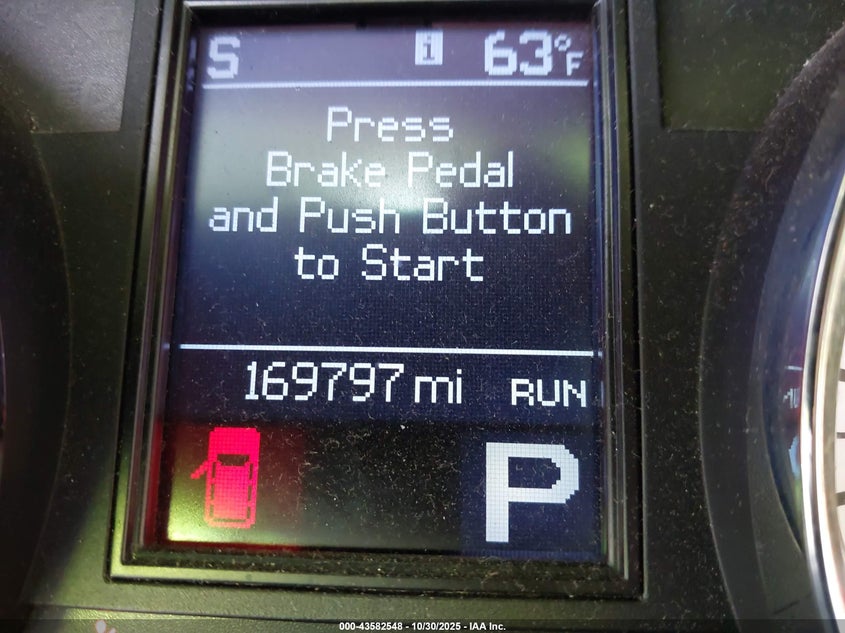 S i 63°F
Press
Brake Pedal
and Push Button
to Start
169797 mi RUN
P
000-43582548 - 10/30/2025 - IAA Inc.